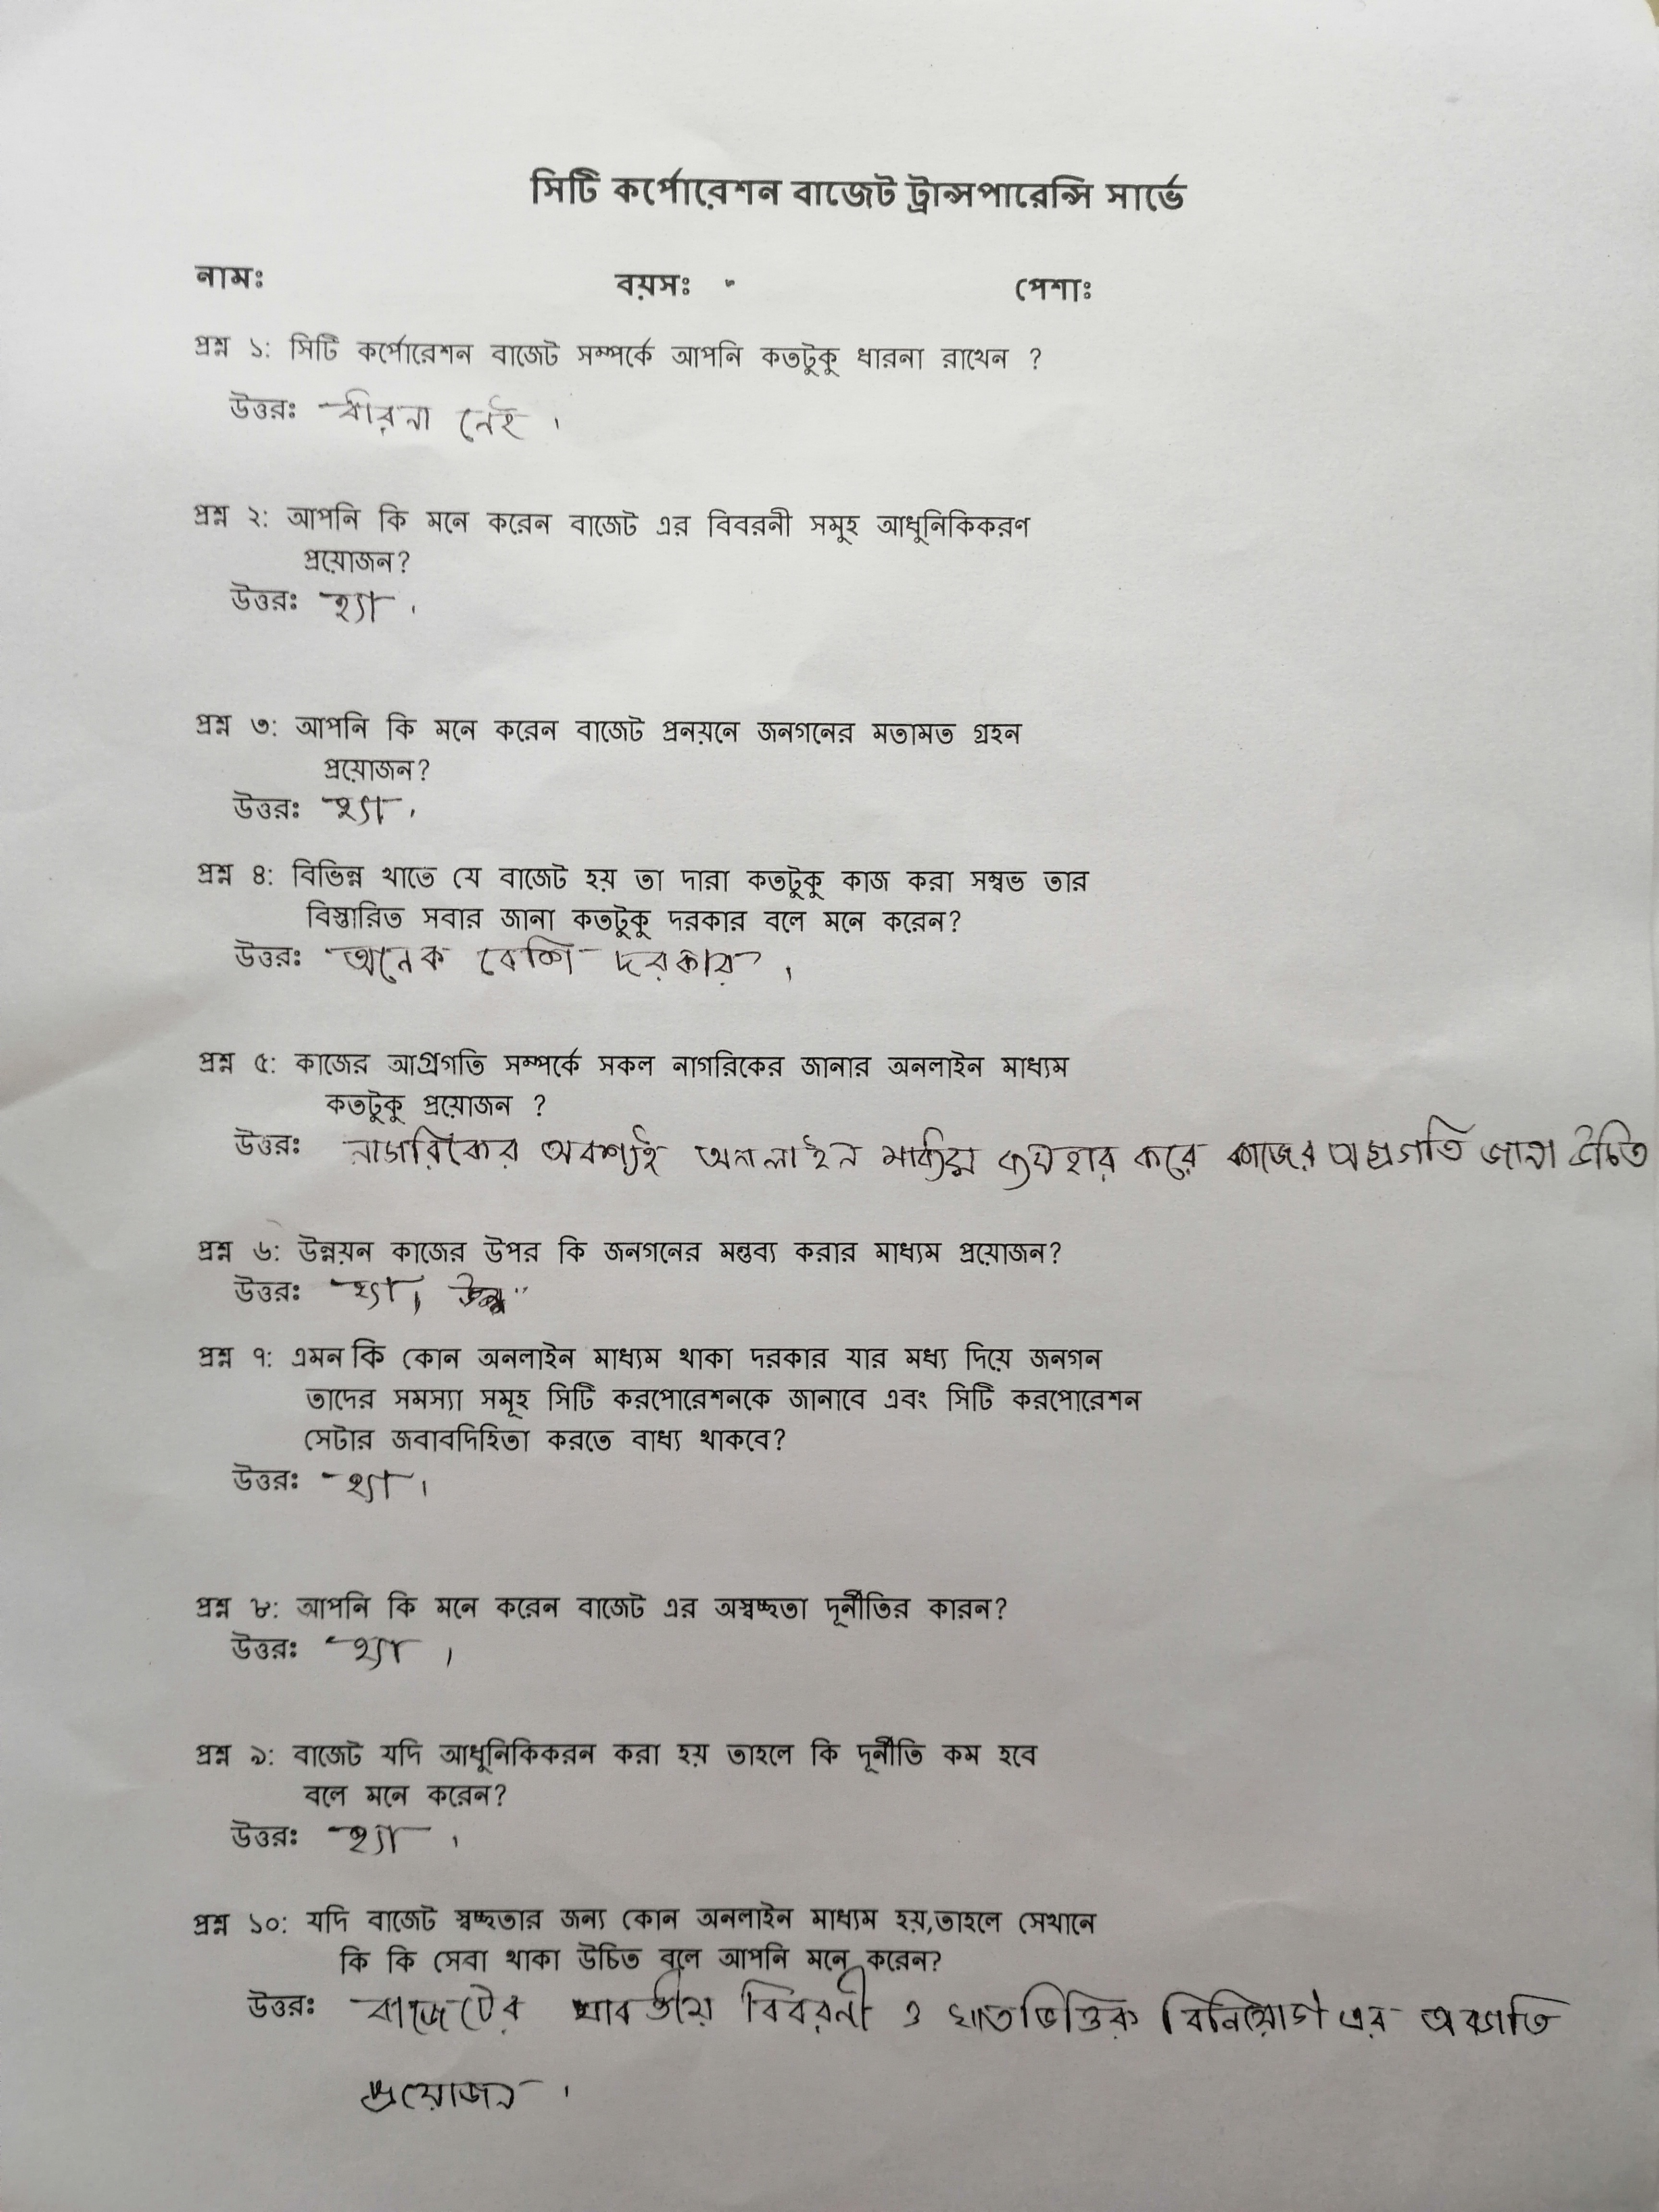 সিটি কর্পোরেশন বাজেট ট্রান্সপারেন্সি সার্ভে
নামঃ বয়সঃ পেশাঃ
প্রশ্ন ১: সিটি কর্পোরেশন বাজেট সম্পর্কে আপনি কতটুকু ধারনা রাখেন ?
উত্তরঃ ধারনা নেই ।
প্রশ্ন ২: আপনি কি মনে করেন বাজেট এর বিবরনী সমুহ আধুনিকিকরণ
প্রয়োজন?
উত্তরঃ হ্যা ।
প্রশ্ন ৩: আপনি কি মনে করেন বাজেট প্রনয়নে জনগনের মতামত গ্রহন
প্রয়োজন?
উত্তরঃ হ্যা ।
প্রশ্ন ৪: বিভিন্ন খাতে যে বাজেট হয় তা দারা কতটুকু কাজ করা সম্বভ তার
বিস্তারিত সবার জানা কতটুকু দরকার বলে মনে করেন?
উত্তরঃ অনেক বেশি দরকার ।
প্রশ্ন ৫: কাজের আগ্রগতি সম্পর্কে সকল নাগরিকের জানার অনলাইন মাধ্যম
কতটুকু প্রয়োজন ?
উত্তরঃ নাগরিকের অবশ্যই অনলাইন মাধ্যম ব্যবহার করে কাজের অগ্রগতি জানা উচিত
প্রশ্ন ৬: উন্নয়ন কাজের উপর কি জনগনের মন্তব্য করার মাধ্যম প্রয়োজন?
উত্তরঃ হ্যা ।
প্রশ্ন ৭: এমন কি কোন অনলাইন মাধ্যম থাকা দরকার যার মধ্য দিয়ে জনগন
তাদের সমস্যা সমূহ সিটি করপোরেশনকে জানাবে এবং সিটি করপোরেশন
সেটার জবাবদিহিতা করতে বাধ্য থাকবে?
উত্তরঃ হ্যা ।
প্রশ্ন ৮: আপনি কি মনে করেন বাজেট এর অস্বচ্ছতা দূর্নীতির কারন?
উত্তরঃ হ্যা ।
প্রশ্ন ৯: বাজেট যদি আধুনিকিকরন করা হয় তাহলে কি দূর্নীতি কম হবে
বলে মনে করেন?
উত্তরঃ হ্যা ।
প্রশ্ন ১০: যদি বাজেট স্বচ্ছতার জন্য কোন অনলাইন মাধ্যম হয়,তাহলে সেখানে
কি কি সেবা থাকা উচিত বলে আপনি মনে করেন?
উত্তরঃ বাজেটের যাবতীয় বিবরনী ও খাতভিত্তিক বিনিয়োগ এর অবগতি
প্রয়োজন ।